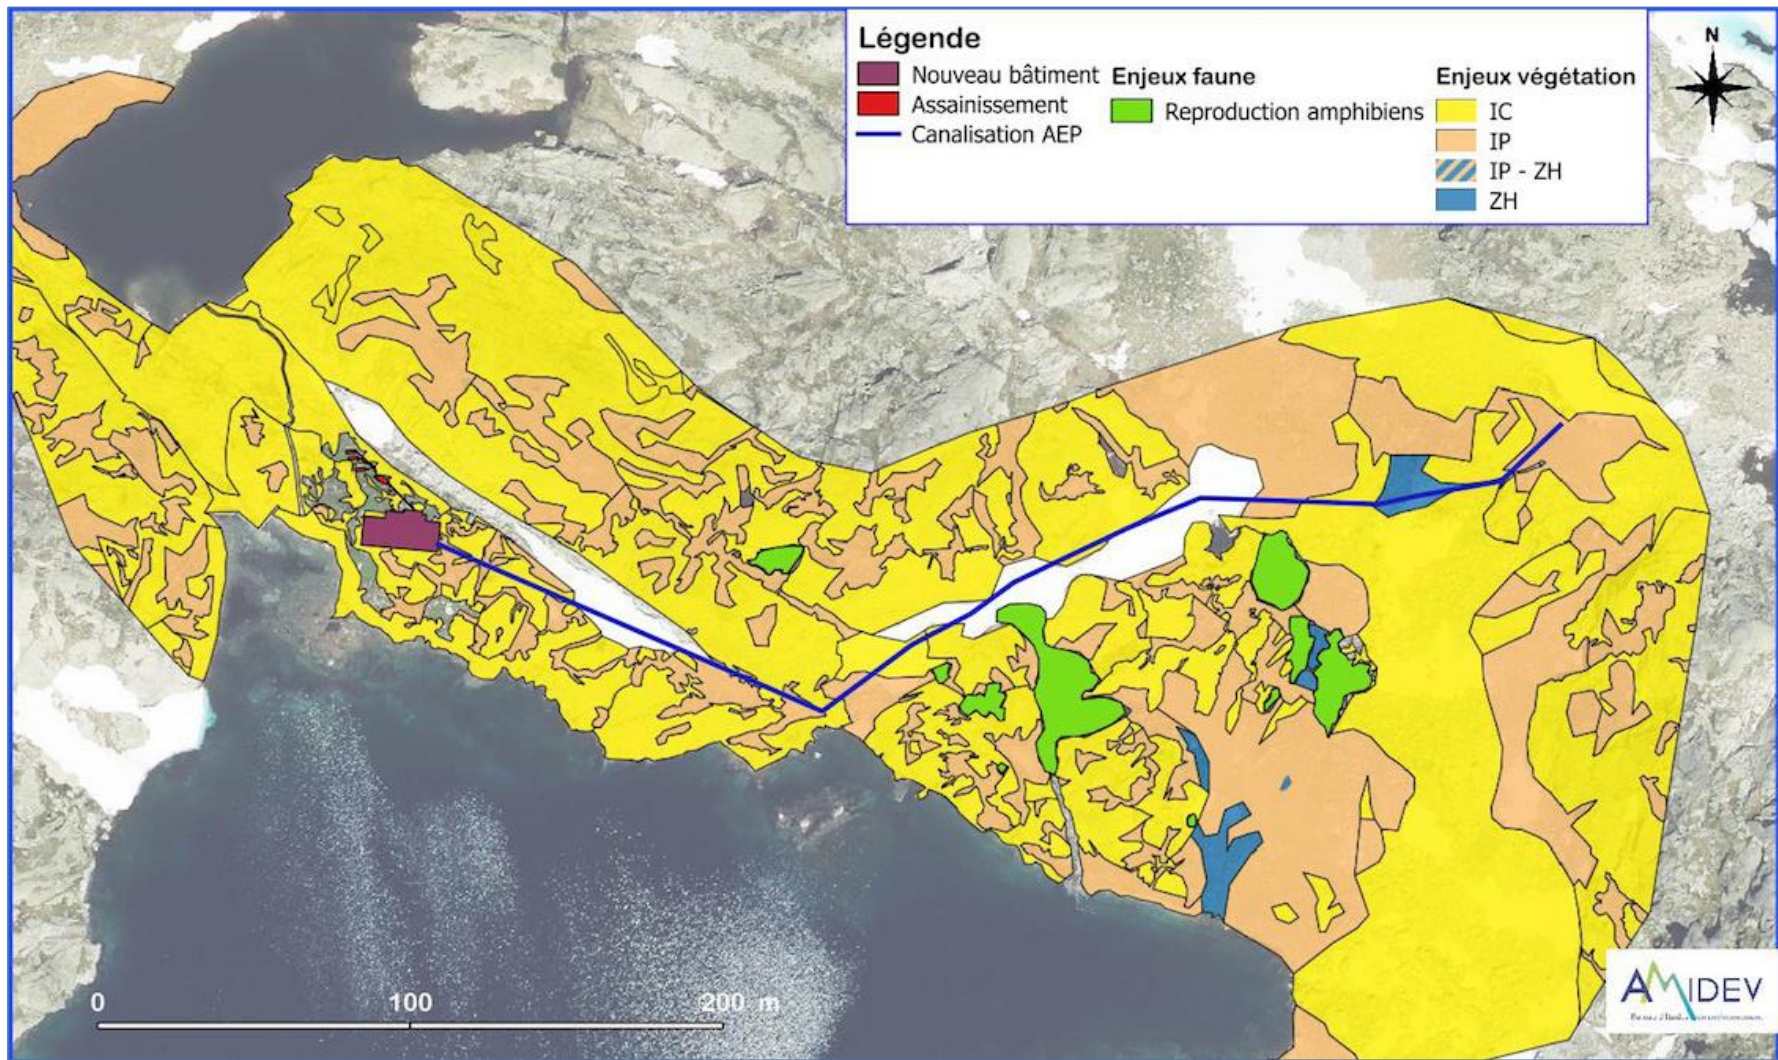 Légende
Nouveau bâtiment
Assainissement
Canalisation AEP
Enjeux faune
Reproduction amphibiens
Enjeux végétation
IC
IP
IP - ZH
ZH
N
0 100 200 m
AMIDEV